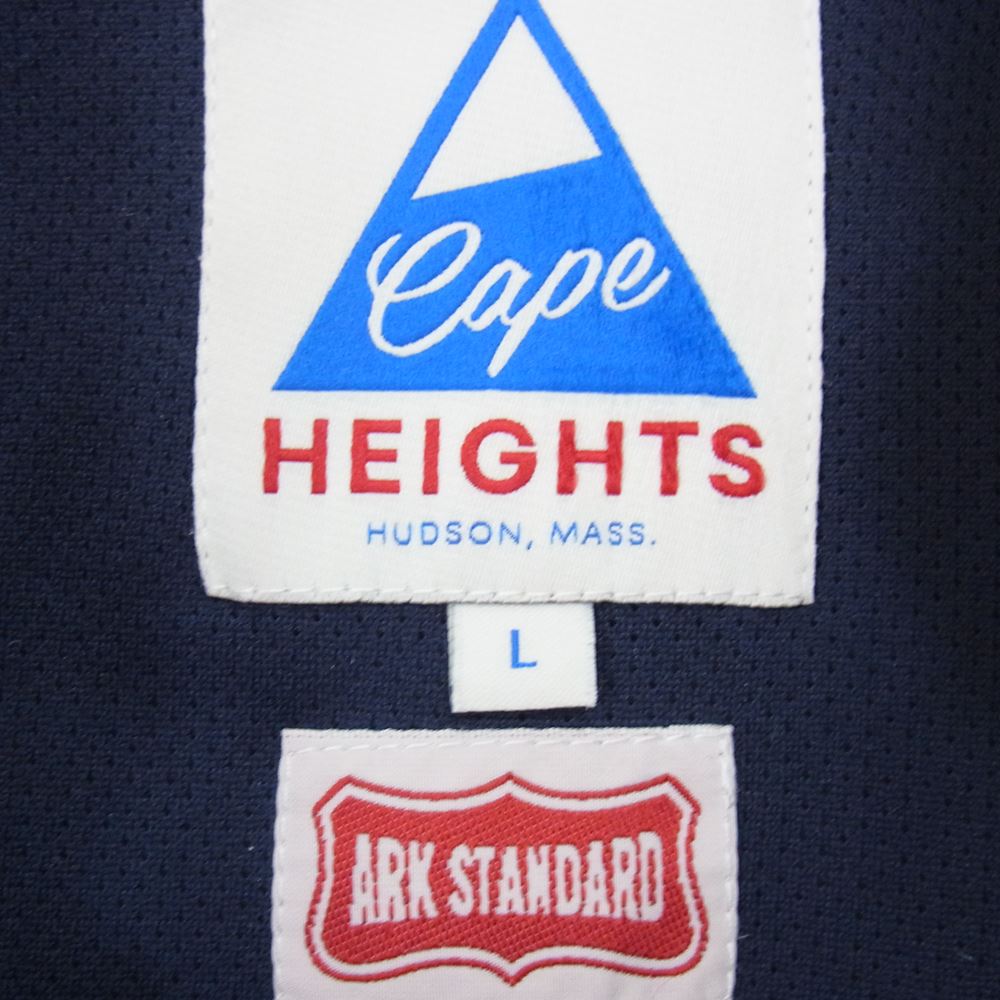 Cape
HEIGHTS
HUDSON, MASS.
L
ARK STANDARD